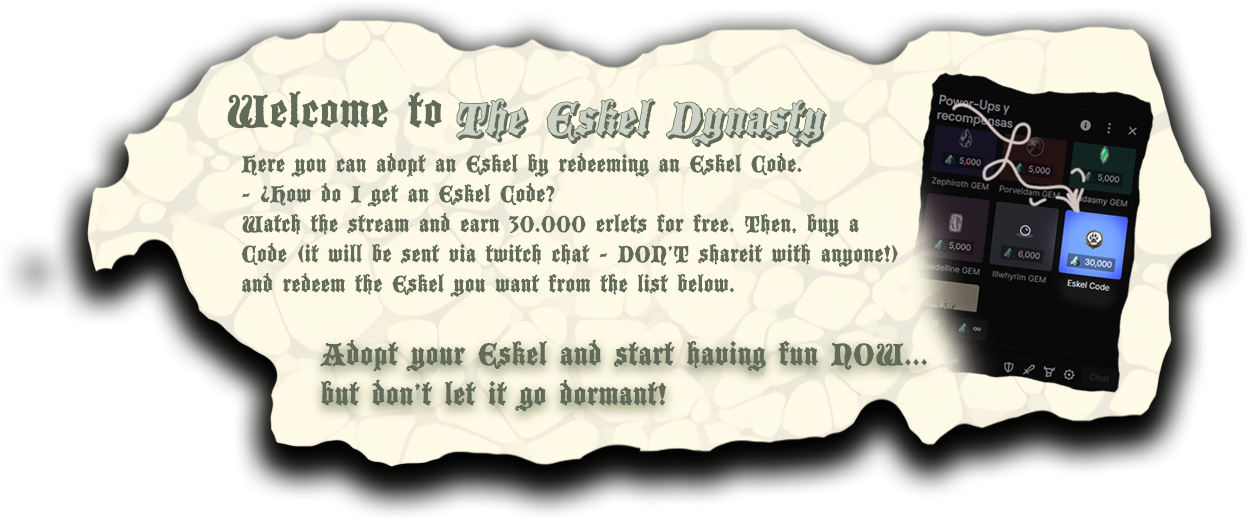 Welcome to The Eskel Dynasty
Here you can adopt an Eskel by redeeming an Eskel Code.
- ¿How do I get an Eskel Code?
Watch the stream and earn 30.000 erlets for free. Then, buy a
Code (it will be sent via twitch chat - DON'T shareit with anyone!)
and redeem the Eskel you want from the list below.
Adopt your Eskel and start having fun NOW...
but don't let it go dormant!
Power-Ups y
recompensas
5,000
5,000
5,000
Zephiroth GEM
Porveldam GEM
GEM
5,000
6,000
30,000
GEM
Illwhyrim GEM
Eskel Code
∞
Chat